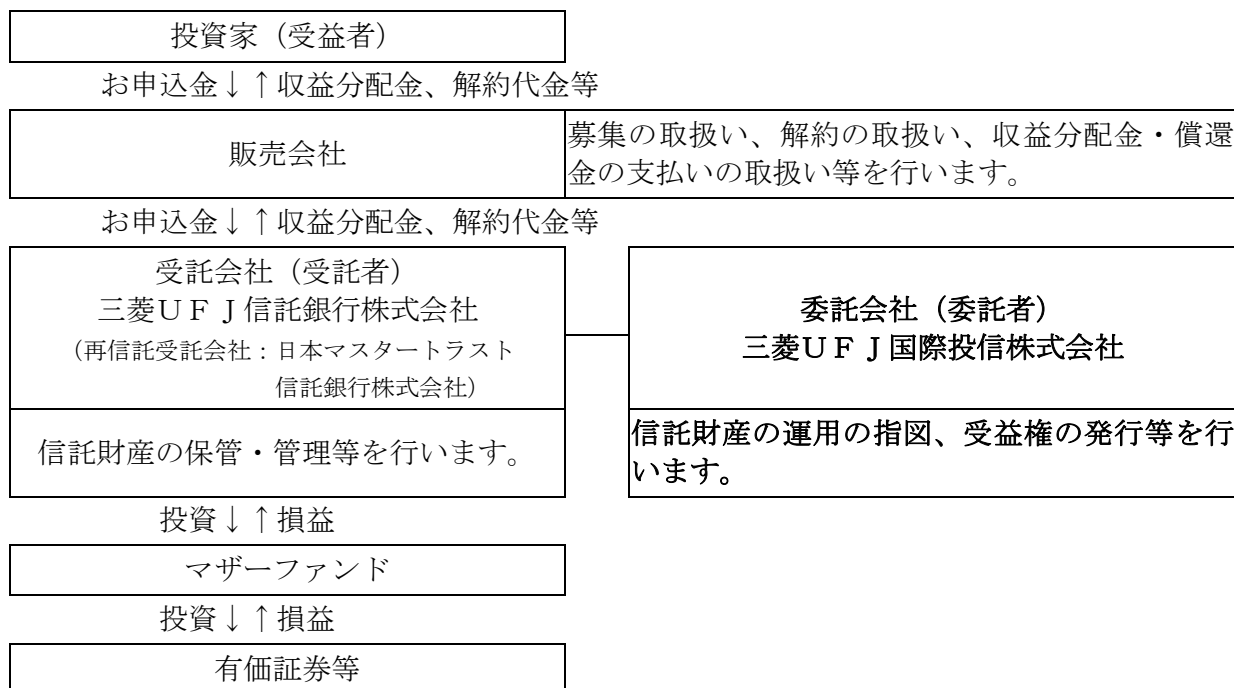 投資家（受益者）
お申込金↓↑収益分配金、解約代金等
販売会社
募集の取扱い、解約の取扱い、収益分配金・償還
金の支払いの取扱い等を行います。
お申込金↓↑収益分配金、解約代金等
受託会社（受託者）
三菱ＵＦＪ信託銀行株式会社
（再信託受託会社：日本マスタートラスト
信託銀行株式会社）
委託会社（委託者）
三菱ＵＦＪ国際投信株式会社
信託財産の保管・管理等を行います。
信託財産の運用の指図、受益権の発行等を行
います。
投資↓↑損益
マザーファンド
投資↓↑損益
有価証券等